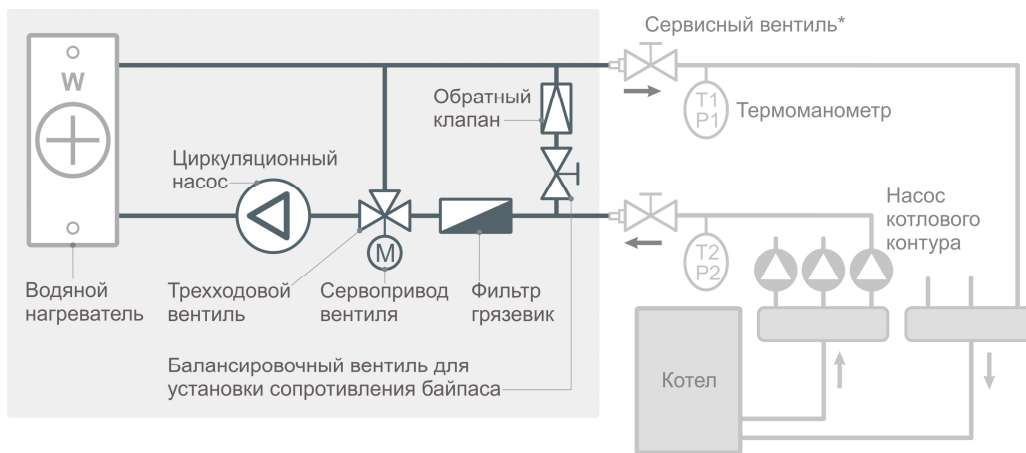 Сервисный вентиль*
W
Обратный
клапан
T1
P1
Термоманометр
Циркуляционный
насос
Насос
котлового
контура
M
T2
P2
Водяной
нагреватель
Трехходовой
вентиль
Сервопривод
вентиля
Фильтр
грязевик
Балансировочный вентиль для
установки сопротивления байпаса
Котел